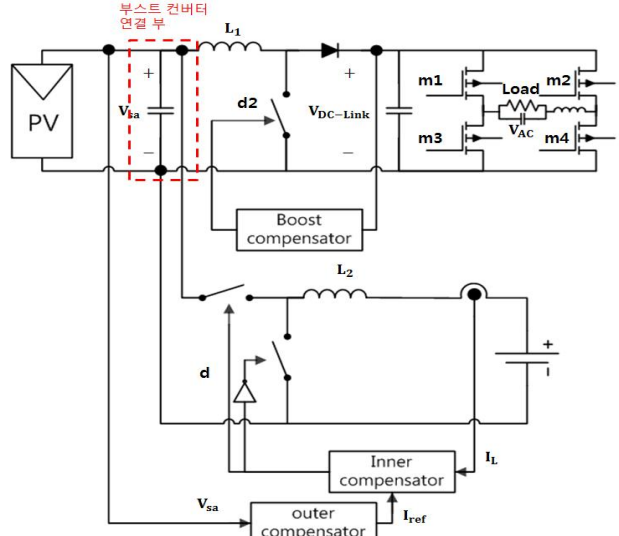 부스트 컨버터
연결 부
L1
PV
+
Vsa
−
d2
+
VDC−Link
−
m1
m2
Load
VAC
m3
m4
Boost
compensator
L2
d
+
−
Inner
compensator
IL
Vsa
Iref
outer
compensator